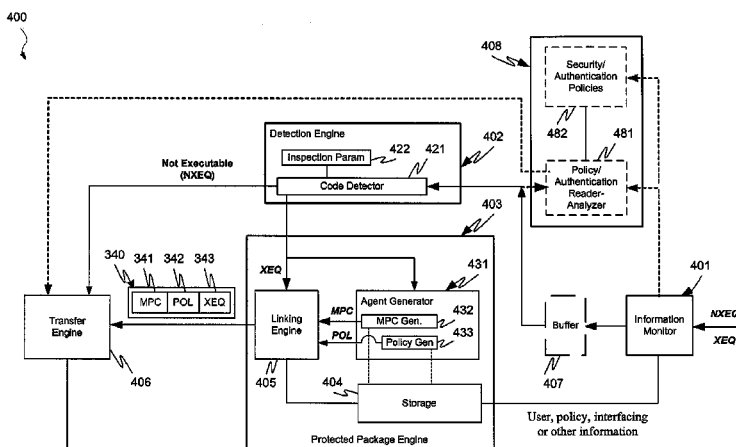 400
408
Security/
Authentication
Policies
482
481
Policy/
Authentication
Reader-
Analyzer
Detection Engine
Inspection Param
422
421
402
Code Detector
Not Executable
(NXEQ)
403
340
341
342
343
MPC
POL
XEQ
XEQ
431
Agent Generator
MPC
MPC Gen.
432
POL
Policy Gen
433
Transfer
Engine
406
Linking
Engine
405
404
Storage
Protected Package Engine
Buffer
407
401
Information
Monitor
NXEQ
XEQ
User, policy, interfacing
or other information